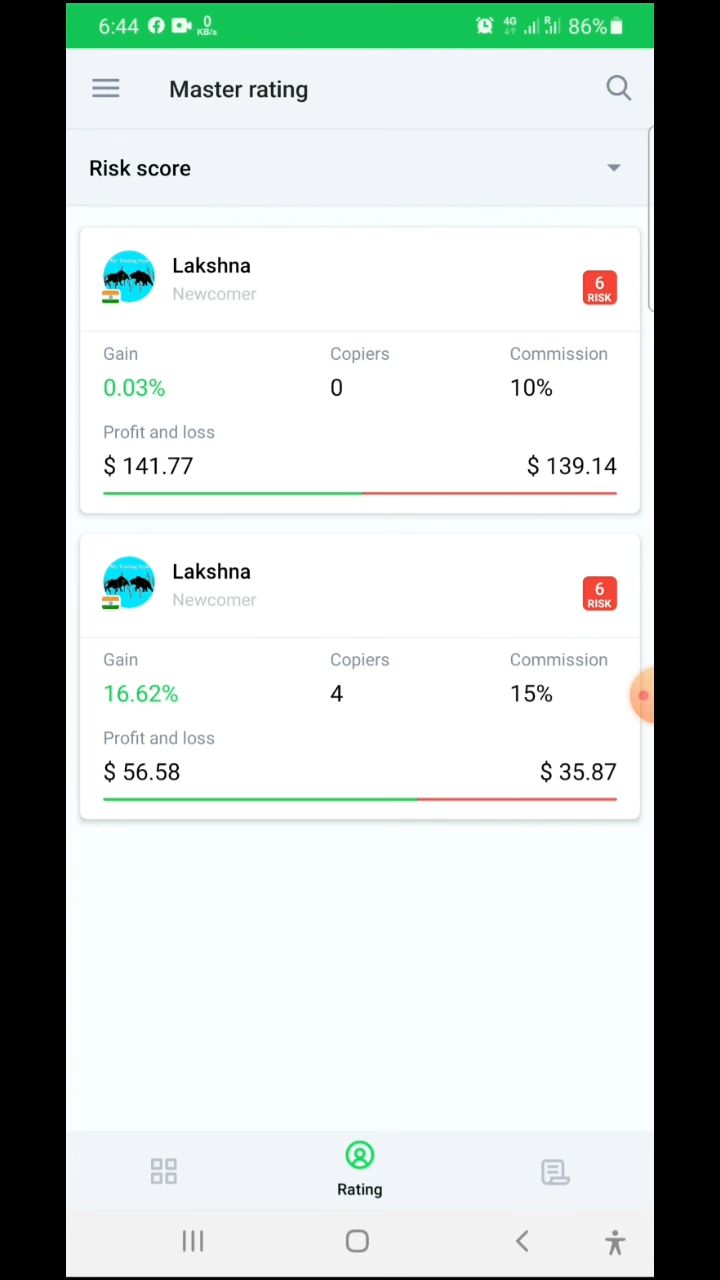 6:44 0 KB/s 4G R 86%
Master rating
Risk score
Lakshna
Newcomer
6
RISK
Gain Copiers Commission
0.03% 0 10%
Profit and loss
$ 141.77 $ 139.14
Lakshna
Newcomer
6
RISK
Gain Copiers Commission
16.62% 4 15%
Profit and loss
$ 56.58 $ 35.87
Rating